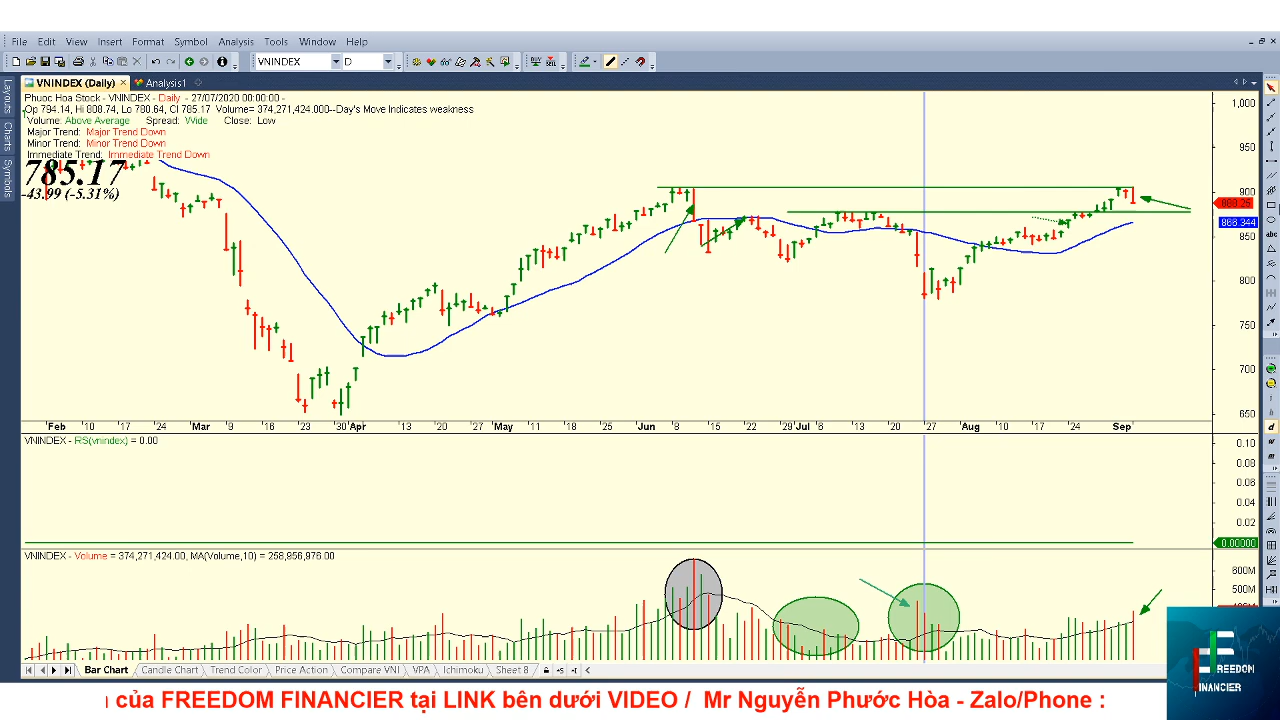 File Edit View Insert Format Symbol Analysis Tools Window Help
VNINDEX D
VNINDEX (Daily) Analysis1
Layouts
Charts
Symbols
Phuoc Hoa Stock - VNINDEX - Daily - 27/07/2020 00:00:00 -
Op 794.14, Hi 808.74, Lo 780.64, Cl 785.17 Volume= 374,271,424.000--Day's Move Indicates weakness
Volume: Above Average Spread: Wide Close: Low
Major Trend: Major Trend Down
Minor Trend: Minor Trend Down
Immediate Trend: Immediate Trend Down
785.17
-43.99 (-5.31%)
1,000
950
900
888.25
868.344
850
800
750
700
650
Feb 10 17 24 Mar 9 16 23 30 Apr 13 20 27 May 11 18 25 Jun 8 15 22 29 Jul 8 13 20 27 Aug 10 17 24 Sep
VNINDEX - RS(vnindex) = 0.00
0.10
0.08
0.06
0.04
0.02
0.00000
VNINDEX - Volume = 374,271,424.00, MA(Volume,10) = 258,956,976.00
600M
500M
Bar Chart Candle Chart Trend Color Price Action Compare VNI VPA Ichimoku Sheet 8
FREEDOM
FINANCIER
của FREEDOM FINANCIER tại LINK bên dưới VIDEO / Mr Nguyễn Phước Hòa - Zalo/Phone :